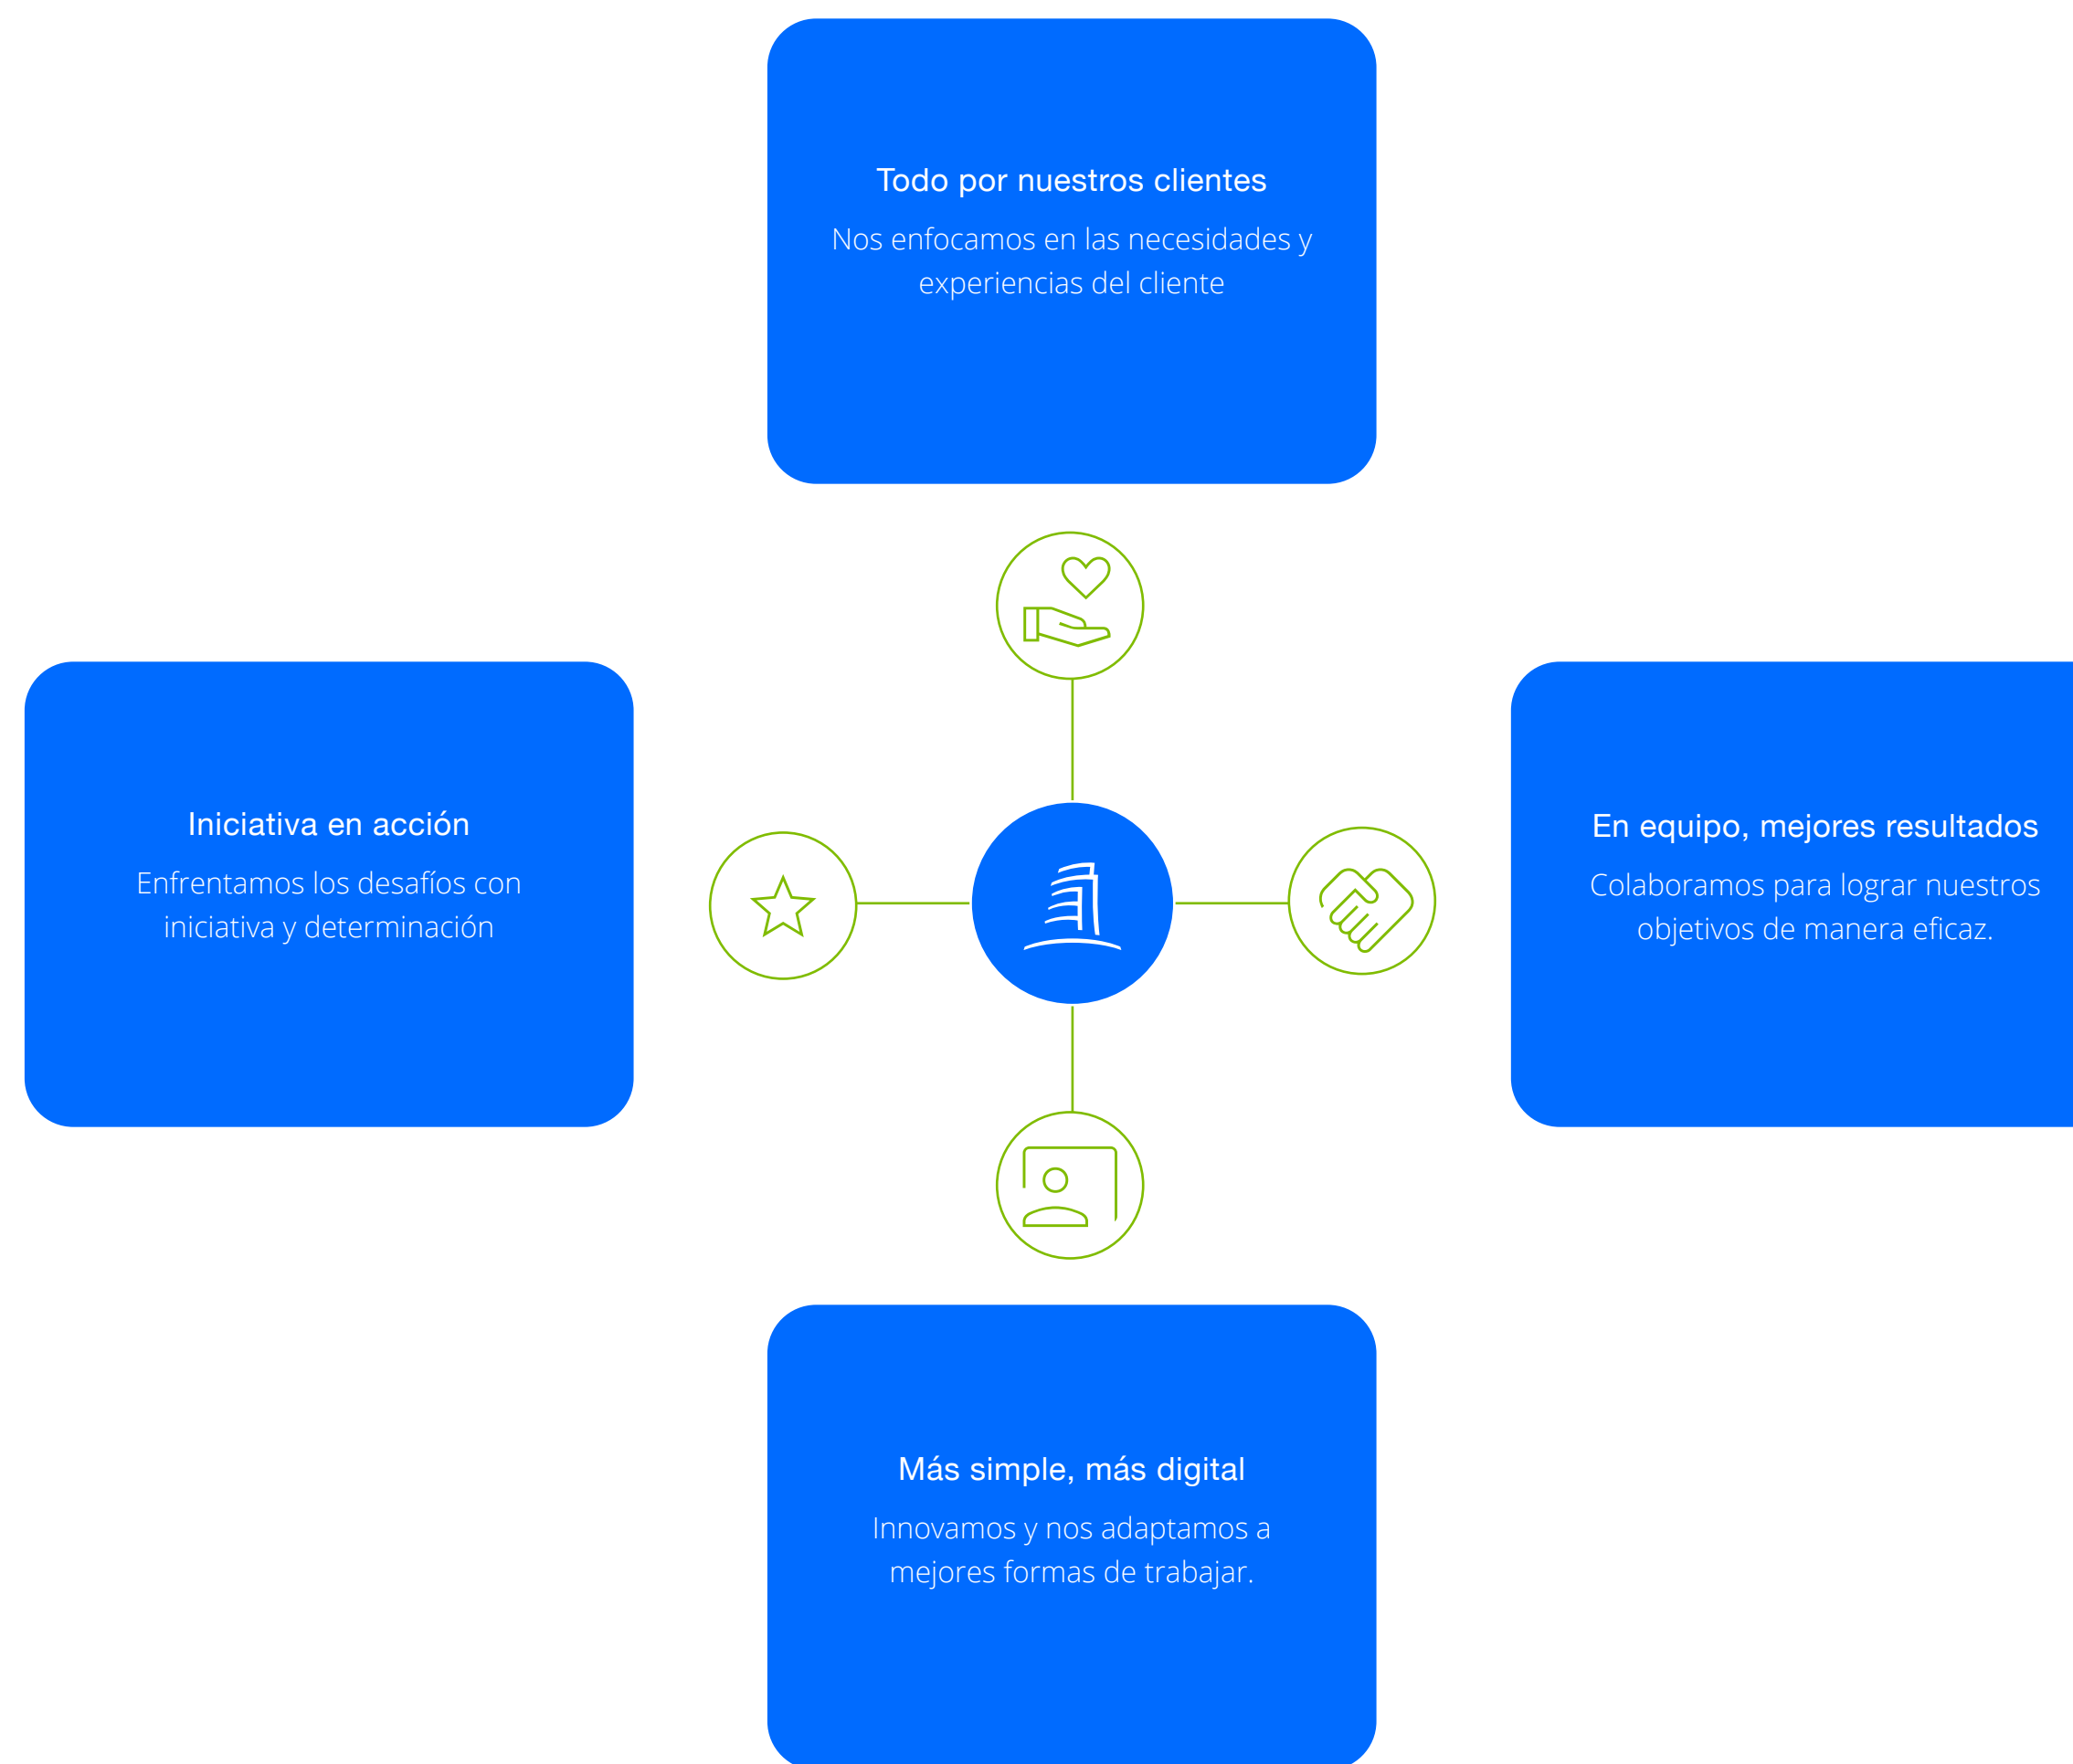 Todo por nuestros clientes
Nos enfocamos en las necesidades y
experiencias del cliente
Iniciativa en acción
Enfrentamos los desafíos con
iniciativa y determinación
En equipo, mejores resultados
Colaboramos para lograr nuestros
objetivos de manera eficaz.
Más simple, más digital
Innovamos y nos adaptamos a
mejores formas de trabajar.